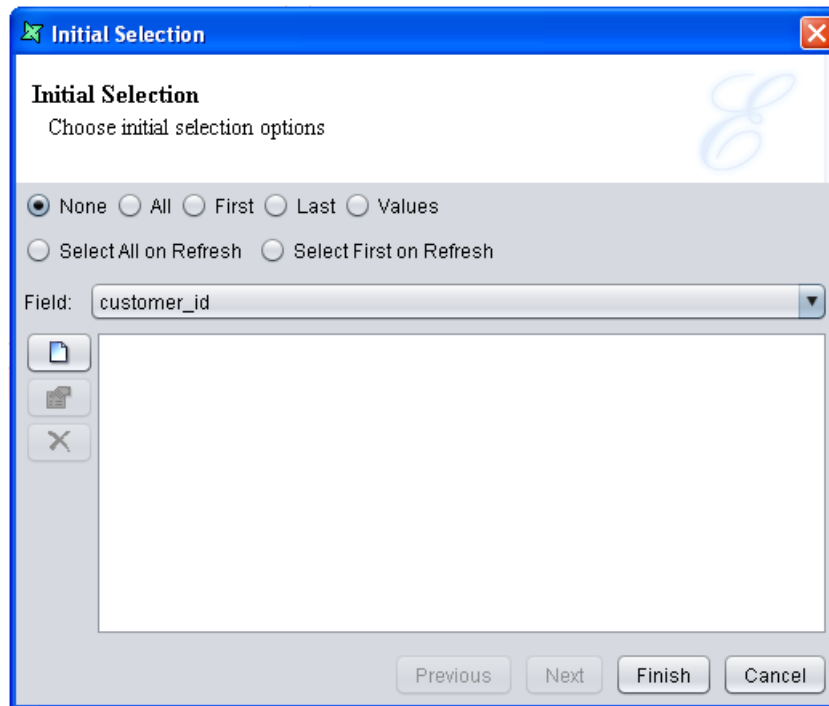 Initial Selection
Initial Selection
Choose initial selection options
None All First Last Values
Select All on Refresh Select First on Refresh
Field: customer_id
Previous Next Finish Cancel